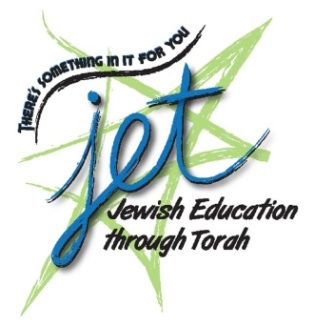 THERE'S SOMETHING IN IT FOR YOU
jet
Jewish Education
through Torah